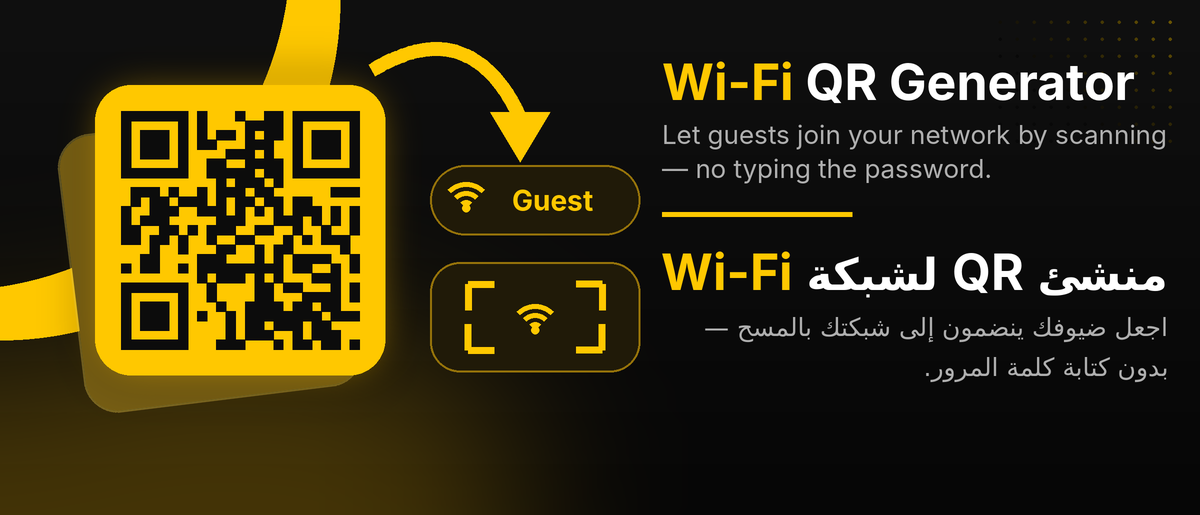 Wi-Fi QR Generator
Let guests join your network by scanning
— no typing the password.
Guest
منشئ QR لشبكة Wi-Fi
اجعل ضيوفك ينضمون إلى شبكتك بالمسح —
بدون كتابة كلمة المرور.